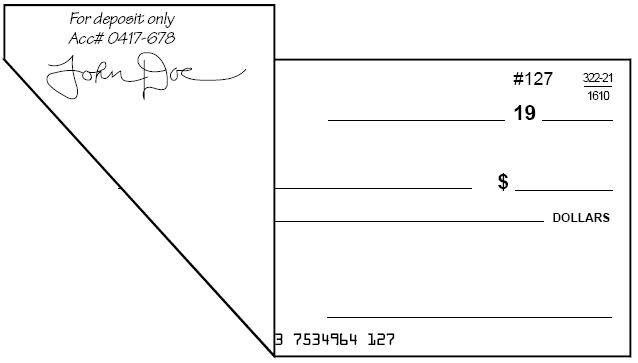 For deposit only
Acc# 0417-678
John Doe
#127 322-21
1610
19
$
DOLLARS
3 7534964 127